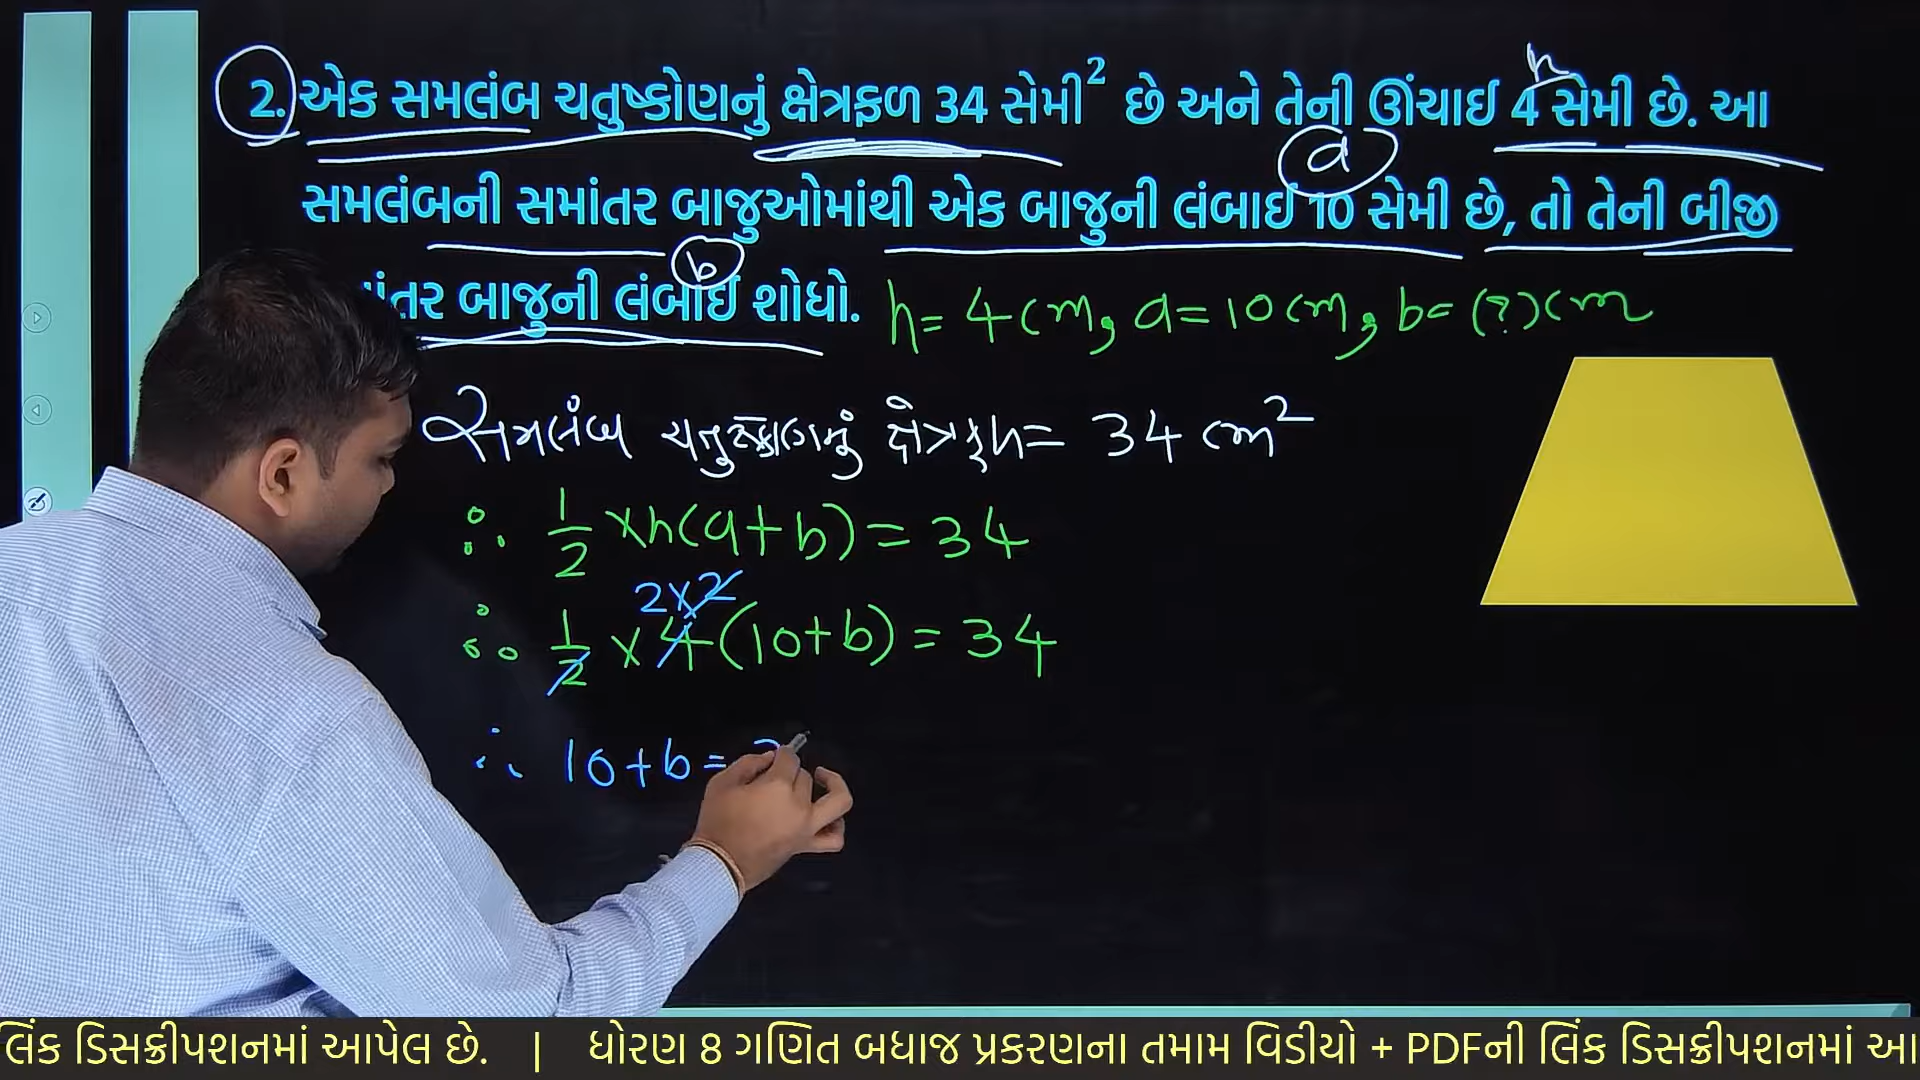 2. એક સમલંબ ચતુષ્કોણનું ક્ષેત્રફળ 34 સેમી² છે અને તેની ઊંચાઈ 4 સેમી છે. આ
h
a
સમલંબની સમાંતર બાજુઓમાંથી એક બાજુની લંબાઈ 10 સેમી છે, તો તેની બીજી
b
બાજુની લંબાઈ શોધો. h = 4 cm, a = 10 cm, b = (?) cm
સમલંબ ચતુષ્કોણનું ક્ષેત્રફળ = 34 cm²
∴ 1/2 × h(a+b) = 34
2×2
∴ 1/2 × 4 (10+b) = 34
∴ 10+b =
લિંક ડિસક્રીપશનમાં આપેલ છે. | ધોરણ 8 ગણિત બધાજ પ્રકરણના તમામ વિડીયો + PDFની લિંક ડિસક્રીપશનમાં આ